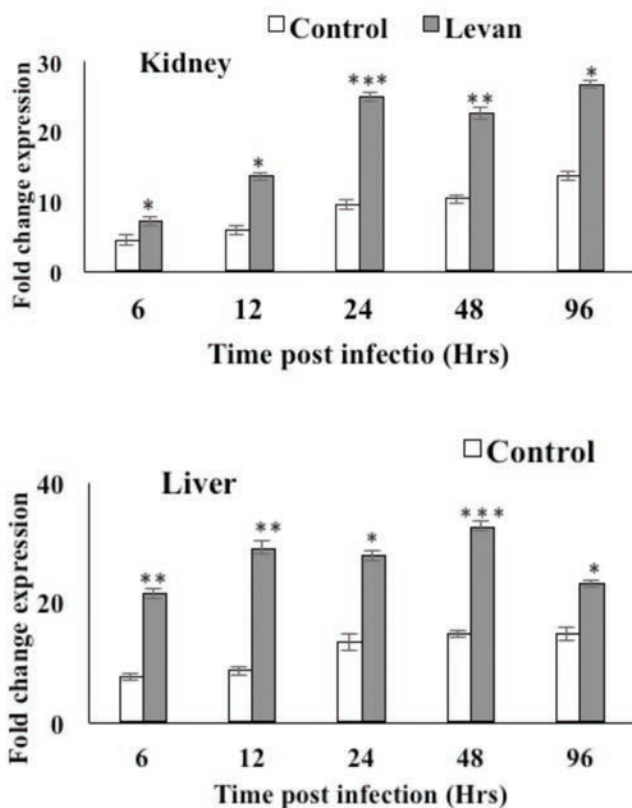 Control Levan
Kidney
Fold change expression
30
20
10
0
* * *** ** *
6 12 24 48 96
Time post infectio (Hrs)
Control
Liver
Fold change expression
40
20
0
** ** * *** *
6 12 24 48 96
Time post infection (Hrs)